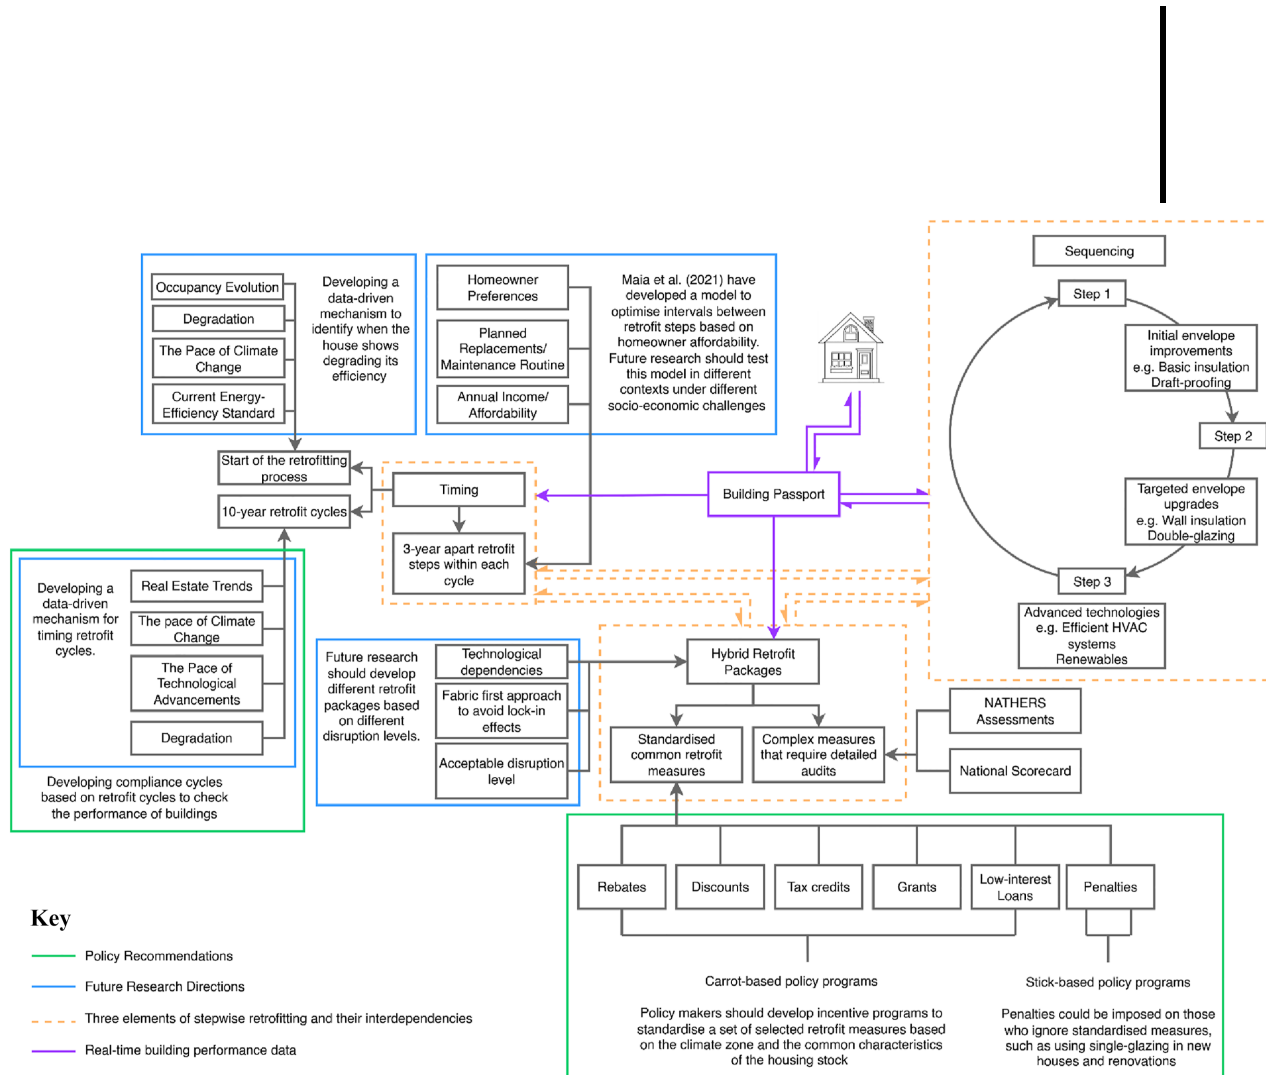 Sequencing
Step 1
Initial envelope
improvements
e.g. Basic insulation
Draft-proofing
Step 2
Targeted envelope
upgrades
e.g. Wall insulation
Double-glazing
Step 3
Advanced technologies
e.g. Efficient HVAC
systems
Renewables
Occupancy Evolution
Degradation
The Pace of Climate
Change
Current Energy-
Efficiency Standard
Developing a
data-driven
mechanism to
identify when the
house shows
degrading its
efficiency
Homeowner
Preferences
Planned
Replacements/
Maintenance Routine
Annual Income/
Affordability
Maia et al. (2021) have
developed a model to
optimise intervals between
retrofit steps based on
homeowner affordability.
Future research should test
this model in different
contexts under different
socio-economic challenges
Start of the retrofitting
process
10-year retrofit cycles
Timing
3-year apart retrofit
steps within each
cycle
Building Passport
Developing a
data-driven
mechanism for
timing retrofit
cycles.
Real Estate Trends
The pace of Climate
Change
The Pace of
Technological
Advancements
Degradation
Developing compliance cycles
based on retrofit cycles to check
the performance of buildings
Future research
should develop
different retrofit
packages based
on different
disruption levels.
Technological
dependencies
Fabric first approach
to avoid lock-in
effects
Acceptable disruption
level
Hybrid Retrofit
Packages
Standardised
common retrofit
measures
Complex measures
that require detailed
audits
NATHERS
Assessments
National Scorecard
Rebates
Discounts
Tax credits
Grants
Low-interest
Loans
Penalties
Carrot-based policy programs
Policy makers should develop incentive programs to
standardise a set of selected retrofit measures based
on the climate zone and the common characteristics
of the housing stock
Stick-based policy programs
Penalties could be imposed on those
who ignore standardised measures,
such as using single-glazing in new
houses and renovations
Key
Policy Recommendations
Future Research Directions
Three elements of stepwise retrofitting and their interdependencies
Real-time building performance data